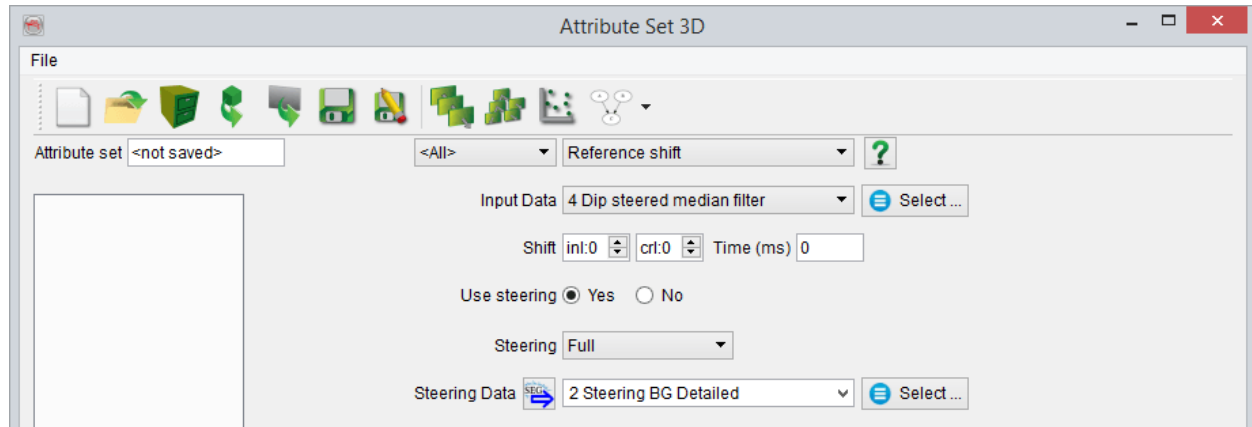 Attribute Set 3D
File
Attribute set <not saved> <All> Reference shift ?
Input Data 4 Dip steered median filter Select ...
Shift inl:0 crl:0 Time (ms) 0
Use steering Yes No
Steering Full
Steering Data SEG 2 Steering BG Detailed Select ...